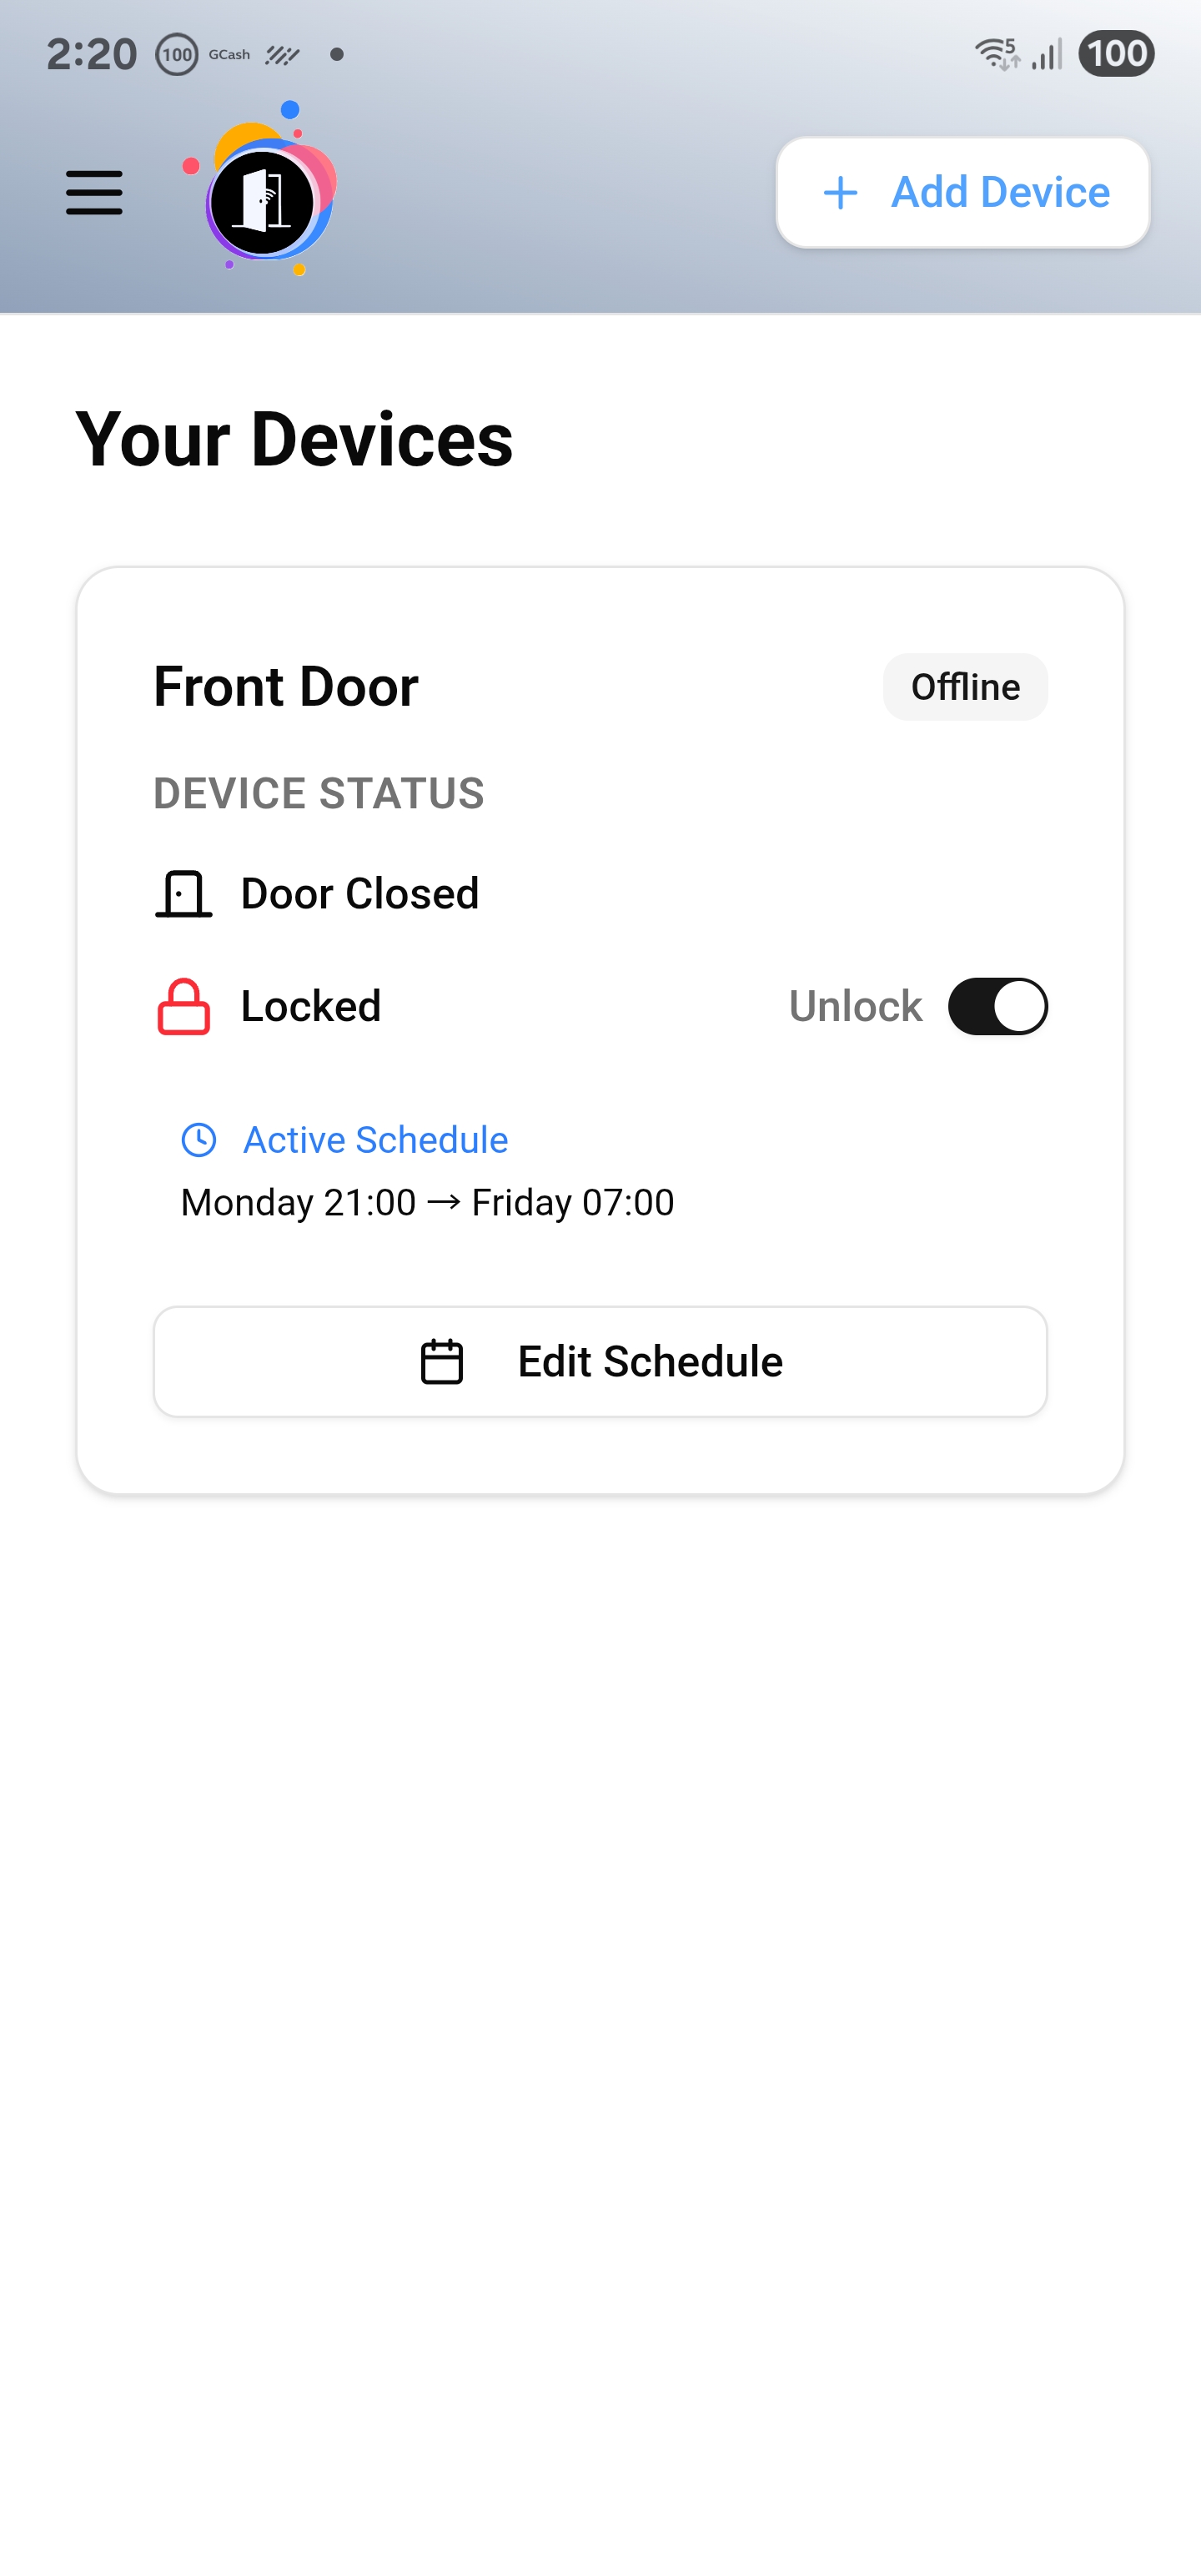 2:20 100 GCash 5 100
+ Add Device
Your Devices
Front Door Offline
DEVICE STATUS
Door Closed
Locked Unlock
Active Schedule
Monday 21:00 → Friday 07:00
Edit Schedule